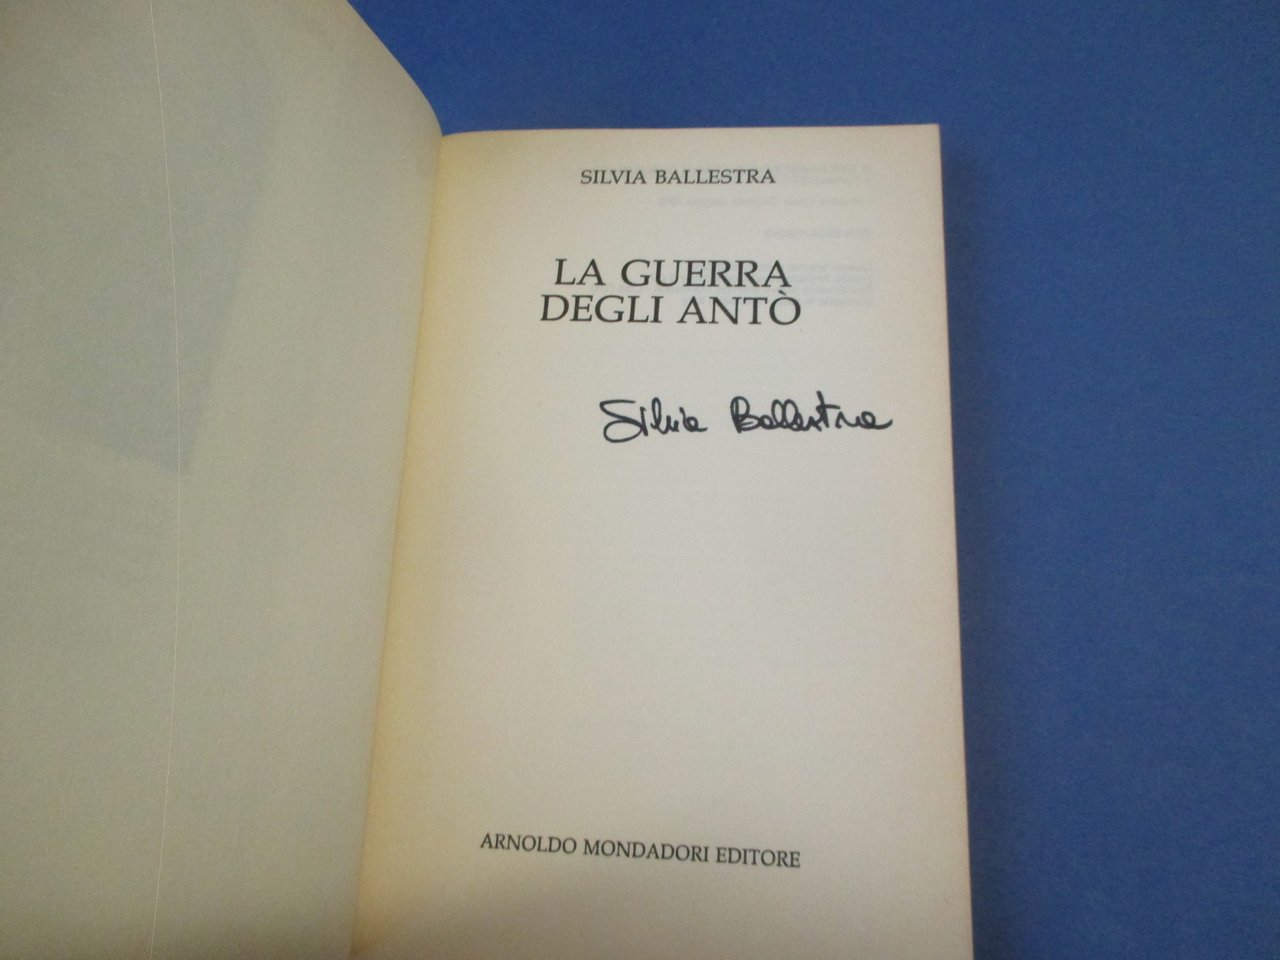 SILVIA BALLESTRA
LA GUERRA
DEGLI ANTÒ
Silvia Ballestra
ARNOLDO MONDADORI EDITORE